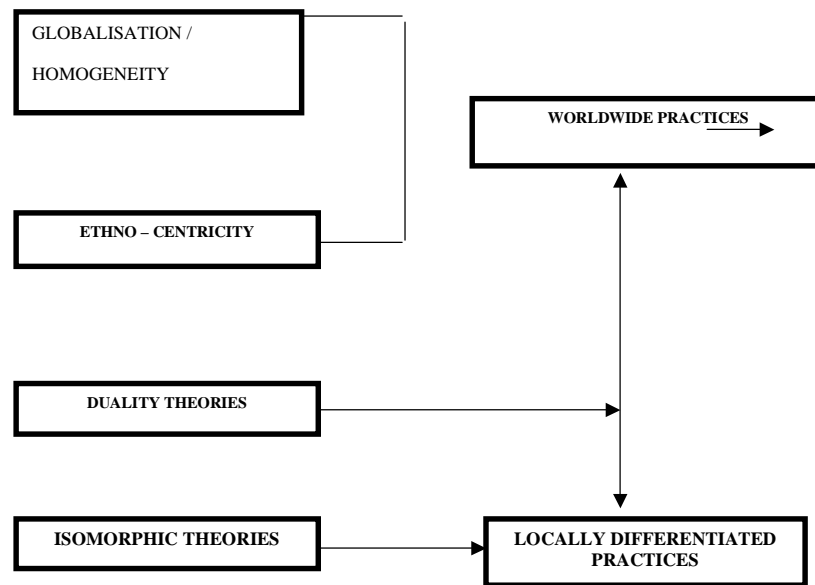 GLOBALISATION /
HOMOGENEITY
WORLDWIDE PRACTICES
ETHNO – CENTRICITY
DUALITY THEORIES
ISOMORPHIC THEORIES
LOCALLY DIFFERENTIATED
PRACTICES